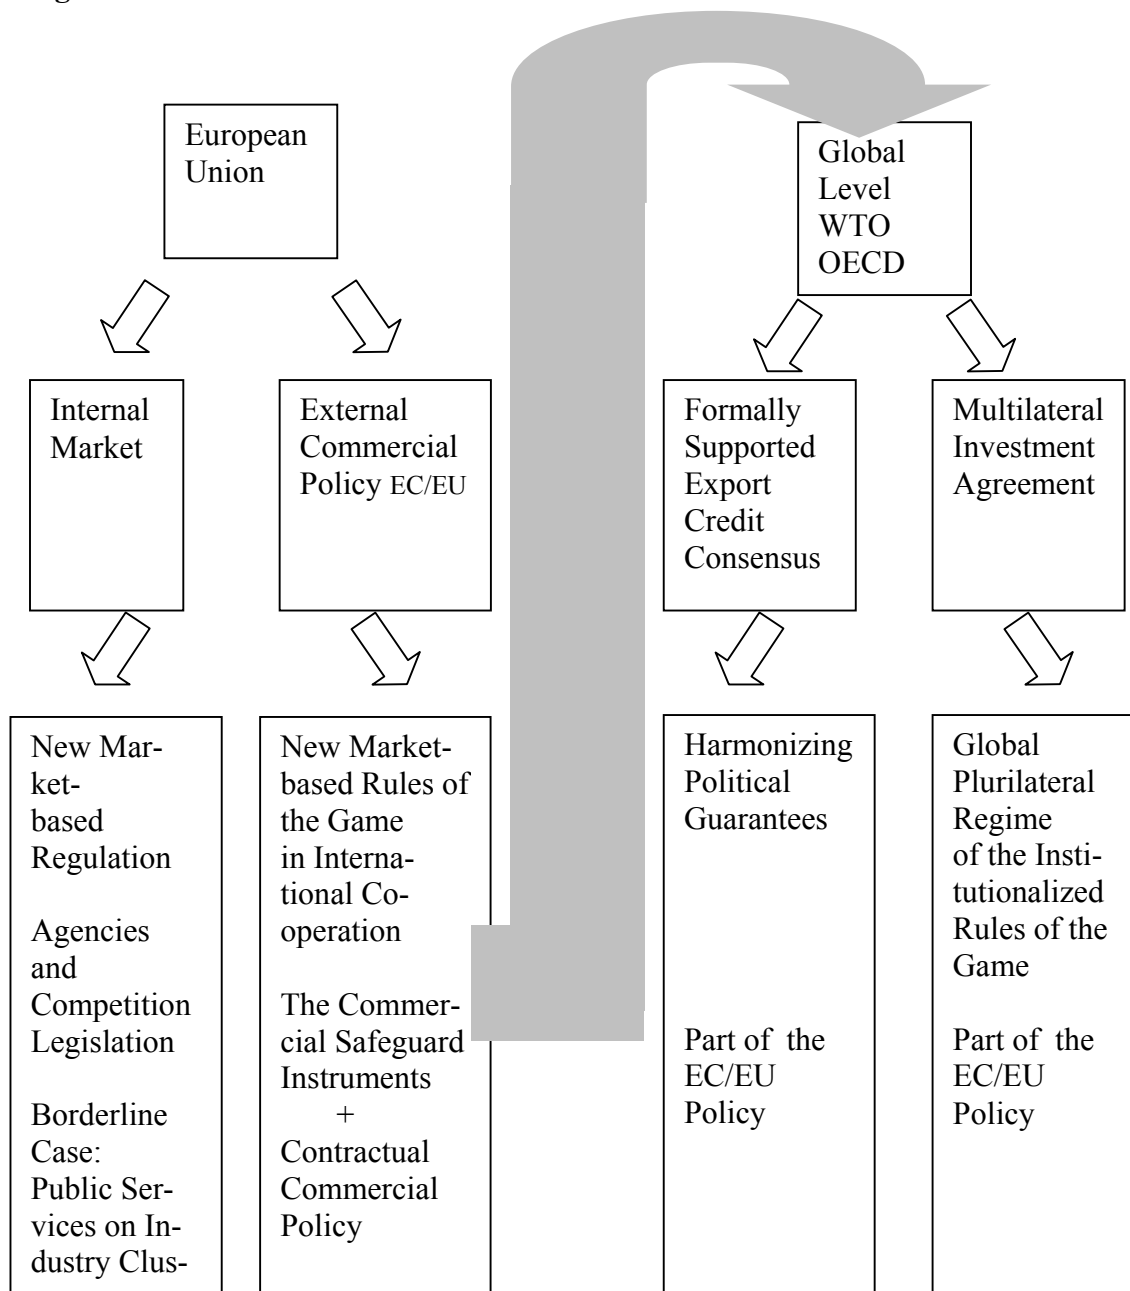 European
Union
Global
Level
WTO
OECD
Internal
Market
External
Commercial
Policy EC/EU
Formally
Supported
Export
Credit
Consensus
Multilateral
Investment
Agreement
New Mar-
ket-
based
Regulation
Agencies
and
Competition
Legislation
Borderline
Case:
Public Ser-
vices on In-
dustry Clus-
New Market-
based Rules of
the Game
in Interna-
tional Co-
operation
The Commer-
cial Safeguard
Instruments
+
Contractual
Commercial
Policy
Harmonizing
Political
Guarantees
Part of the
EC/EU
Policy
Global
Plurilateral
Regime
of the Insti-
tutionalized
Rules of the
Game
Part of the
EC/EU
Policy